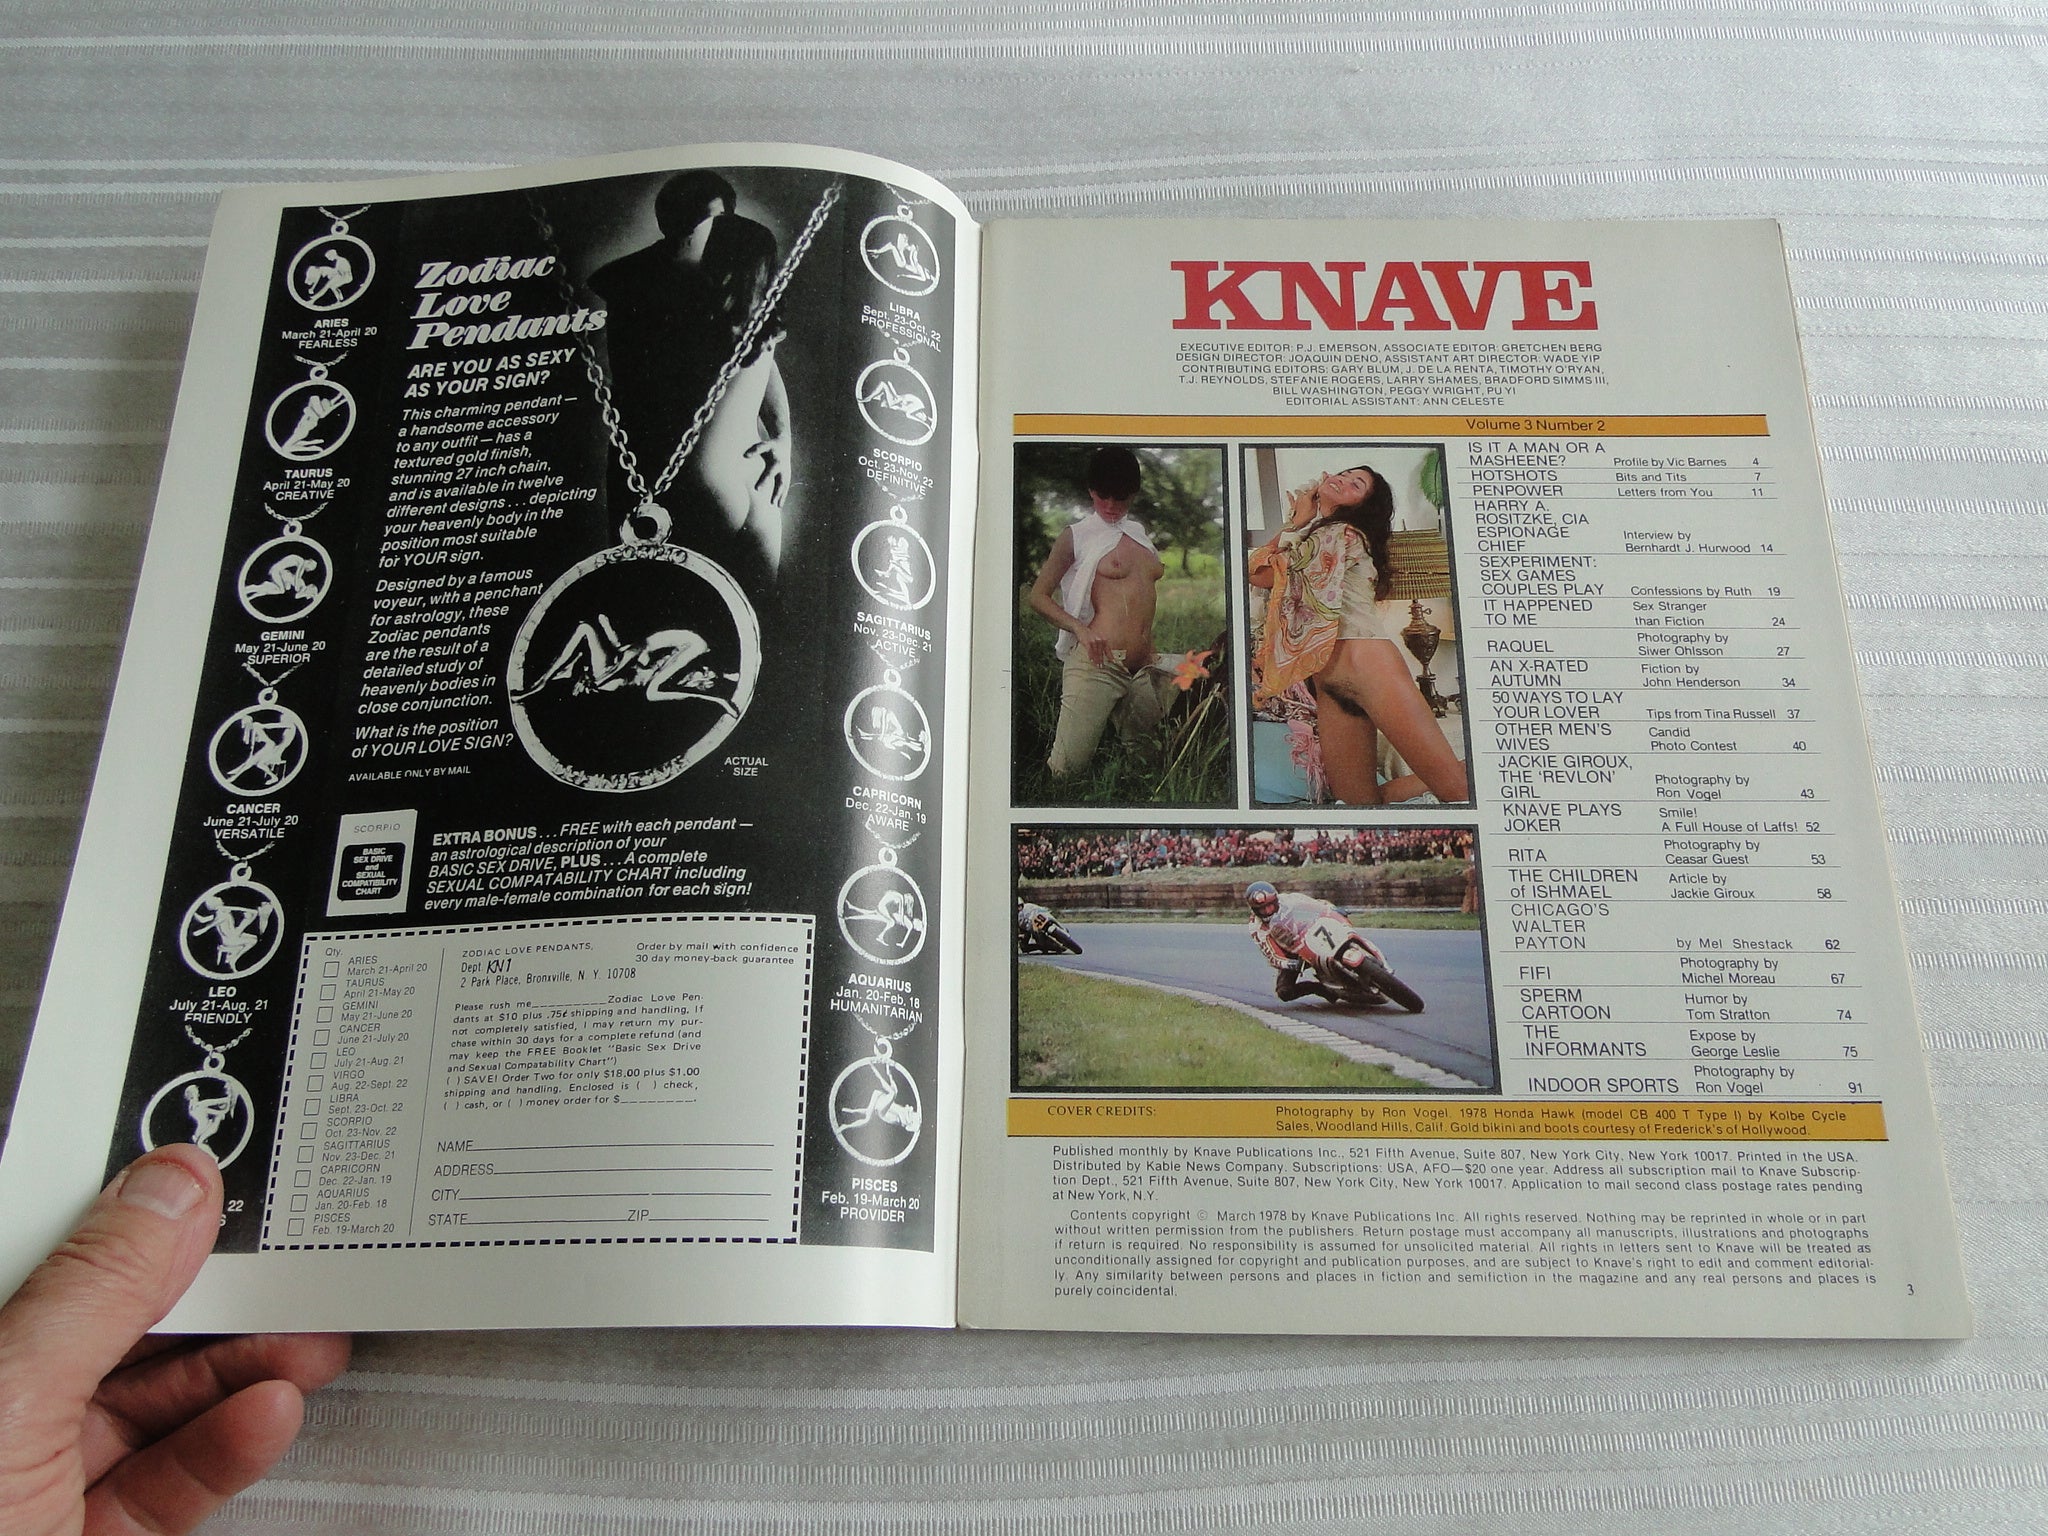 ARIES
March 21-April 20
FEARLESS
TAURUS
April 21-May 20
CREATIVE
GEMINI
May 21-June 20
SUPERIOR
CANCER
June 21-July 20
VERSATILE
LEO
July 21-Aug. 21
FRIENDLY
22
S
Zodiac
Love
Pendants
ARE YOU AS SEXY
AS YOUR SIGN?
This charming pendant —
a handsome accessory
to any outfit — has a
textured gold finish,
stunning 27 inch chain,
and is available in twelve
different designs . . . depicting
your heavenly body in the
position most suitable
for YOUR sign.
Designed by a famous
voyeur, with a penchant
for astrology, these
Zodiac pendants
are the result of a
detailed study of
heavenly bodies in
close conjunction.
What is the position
of YOUR LOVE SIGN?
AVAILABLE ONLY BY MAIL
SCORPIO
ACTUAL
SIZE
SCORPIO
BASIC
SEX DRIVE
and
SEXUAL
COMPATIBILITY
CHART
EXTRA BONUS . . . FREE with each pendant —
an astrological description of your
BASIC SEX DRIVE, PLUS . . . A complete
SEXUAL COMPATABILITY CHART including
every male-female combination for each sign!
LIBRA
Sept. 23-Oct. 22
PROFESSIONAL
SCORPIO
Oct. 23-Nov. 22
DEFINITIVE
SAGITTARIUS
Nov. 23-Dec. 21
ACTIVE
CAPRICORN
Dec. 22-Jan. 19
AWARE
AQUARIUS
Jan. 20-Feb. 18
HUMANITARIAN
PISCES
Feb. 19-March 20
PROVIDER
Qty.
ARIES
March 21-April 20
TAURUS
April 21-May 20
GEMINI
May 21-June 20
CANCER
June 21-July 20
LEO
July 21-Aug. 21
VIRGO
Aug. 22-Sept. 22
LIBRA
Sept. 23-Oct. 22
SCORPIO
Oct. 23-Nov. 22
SAGITTARIUS
Nov. 23-Dec. 21
CAPRICORN
Dec. 22-Jan. 19
AQUARIUS
Jan. 20-Feb. 18
PISCES
Feb. 19-March 20
ZODIAC LOVE PENDANTS,
Dept. KN1
2 Park Place, Bronxville, N. Y. 10708
Order by mail with confidence
30 day money-back guarantee
Please rush me_________Zodiac Love Pen-
dants at $10 plus .75¢ shipping and handling. If
not completely satisfied, I may return my pur-
chase within 30 days for a complete refund (and
may keep the FREE Booklet "Basic Sex Drive
and Sexual Compatability Chart")
( ) SAVE! Order Two for only $18.00 plus $1.00
shipping and handling. Enclosed is ( ) check,
( ) cash, or ( ) money order for $________.
NAME
ADDRESS
CITY
STATE ZIP
KNAVE
EXECUTIVE EDITOR: P.J. EMERSON, ASSOCIATE EDITOR: GRETCHEN BERG
DESIGN DIRECTOR: JOAQUIN DENO, ASSISTANT ART DIRECTOR: WADE YIP
CONTRIBUTING EDITORS: GARY BLUM, J. DE LA RENTA, TIMOTHY O'RYAN,
T.J. REYNOLDS, STEFANIE ROGERS, LARRY SHAMES, BRADFORD SIMMS III,
BILL WASHINGTON, PEGGY WRIGHT, PU YI
EDITORIAL ASSISTANT: ANN CELESTE
Volume 3 Number 2
IS IT A MAN OR A
MASHEENE? Profile by Vic Barnes 4
HOTSHOTS Bits and Tits 7
PENPOWER Letters from You 11
HARRY A.
ROSITZKE, CIA
ESPIONAGE Interview by
CHIEF Bernhardt J. Hurwood 14
SEXPERIMENT:
SEX GAMES
COUPLES PLAY Confessions by Ruth 19
IT HAPPENED Sex Stranger
TO ME than Fiction 24
Photography by
RAQUEL Siwer Ohlsson 27
AN X-RATED Fiction by
AUTUMN John Henderson 34
50 WAYS TO LAY
YOUR LOVER Tips from Tina Russell 37
OTHER MEN'S Candid
WIVES Photo Contest 40
JACKIE GIROUX,
THE 'REVLON' Photography by
GIRL Ron Vogel 43
KNAVE PLAYS Smile!
JOKER A Full House of Laffs! 52
Photography by
RITA Ceasar Guest 53
THE CHILDREN Article by
of ISHMAEL Jackie Giroux 58
CHICAGO'S
WALTER
PAYTON by Mel Shestack 62
Photography by
FIFI Michel Moreau 67
SPERM Humor by
CARTOON Tom Stratton 74
THE Expose by
INFORMANTS George Leslie 75
Photography by
INDOOR SPORTS Ron Vogel 91
7
COVER CREDITS: Photography by Ron Vogel. 1978 Honda Hawk (model CB 400 T Type I) by Kolbe Cycle
Sales, Woodland Hills, Calif. Gold bikini and boots courtesy of Frederick's of Hollywood.
Published monthly by Knave Publications Inc., 521 Fifth Avenue, Suite 807, New York City, New York 10017. Printed in the USA.
Distributed by Kable News Company. Subscriptions: USA, AFO—$20 one year. Address all subscription mail to Knave Subscrip-
tion Dept., 521 Fifth Avenue, Suite 807, New York City, New York 10017. Application to mail second class postage rates pending
at New York, N.Y.
Contents copyright © March 1978 by Knave Publications Inc. All rights reserved. Nothing may be reprinted in whole or in part
without written permission from the publishers. Return postage must accompany all manuscripts, illustrations and photographs
if return is required. No responsibility is assumed for unsolicited material. All rights in letters sent to Knave will be treated as
unconditionally assigned for copyright and publication purposes, and are subject to Knave's right to edit and comment editorial-
ly. Any similarity between persons and places in fiction and semifiction in the magazine and any real persons and places is
purely coincidental.
3